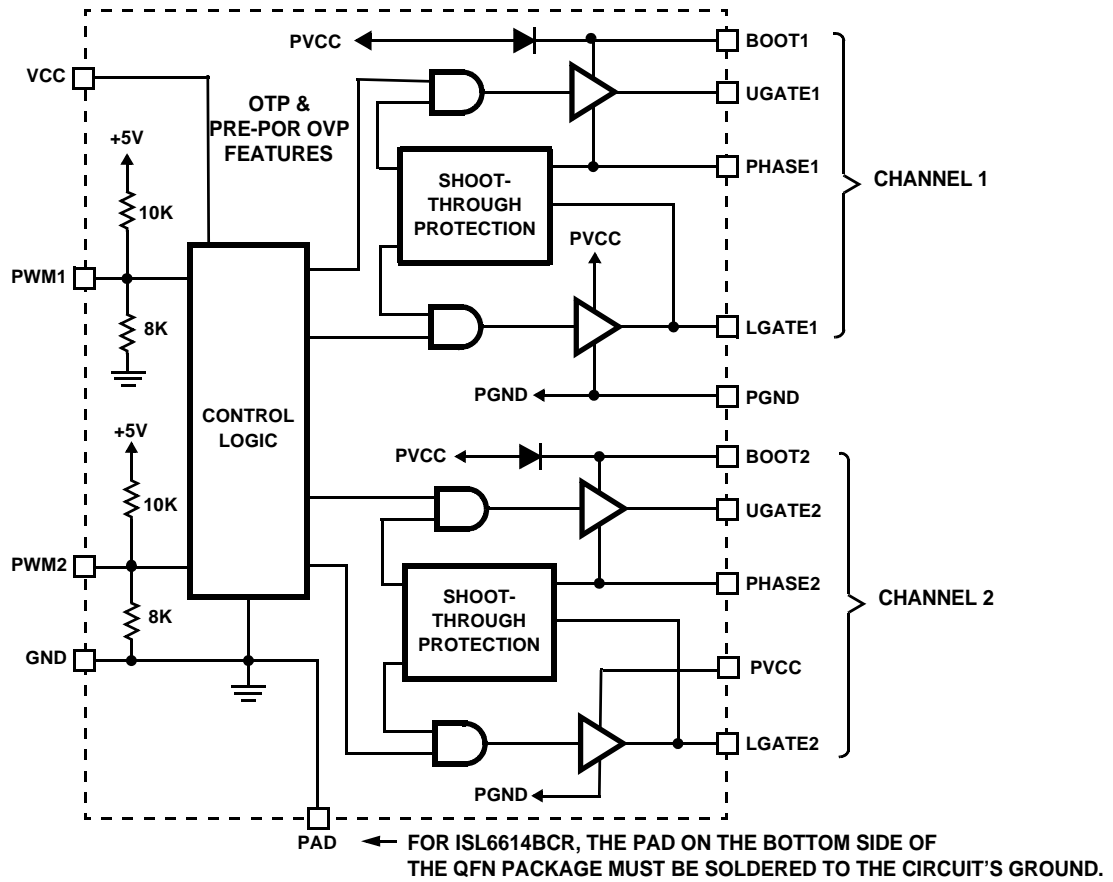 PVCC
BOOT1
VCC
UGATE1
OTP &
PRE-POR OVP
FEATURES
+5V
10K
SHOOT-
THROUGH
PROTECTION
PHASE1
CHANNEL 1
PVCC
PWM1
8K
LGATE1
PGND
PGND
CONTROL
LOGIC
+5V
PVCC
BOOT2
10K
UGATE2
PWM2
SHOOT-
THROUGH
PROTECTION
PHASE2
CHANNEL 2
8K
GND
PVCC
LGATE2
PGND
PAD
FOR ISL6614BCR, THE PAD ON THE BOTTOM SIDE OF
THE QFN PACKAGE MUST BE SOLDERED TO THE CIRCUIT'S GROUND.